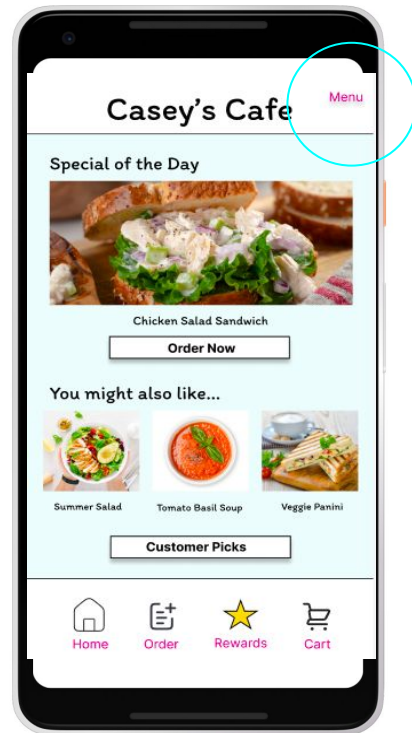 Menu
Casey's Cafe
Special of the Day
Chicken Salad Sandwich
Order Now
You might also like...
Summer Salad Tomato Basil Soup Veggie Panini
Customer Picks
Home Order Rewards Cart